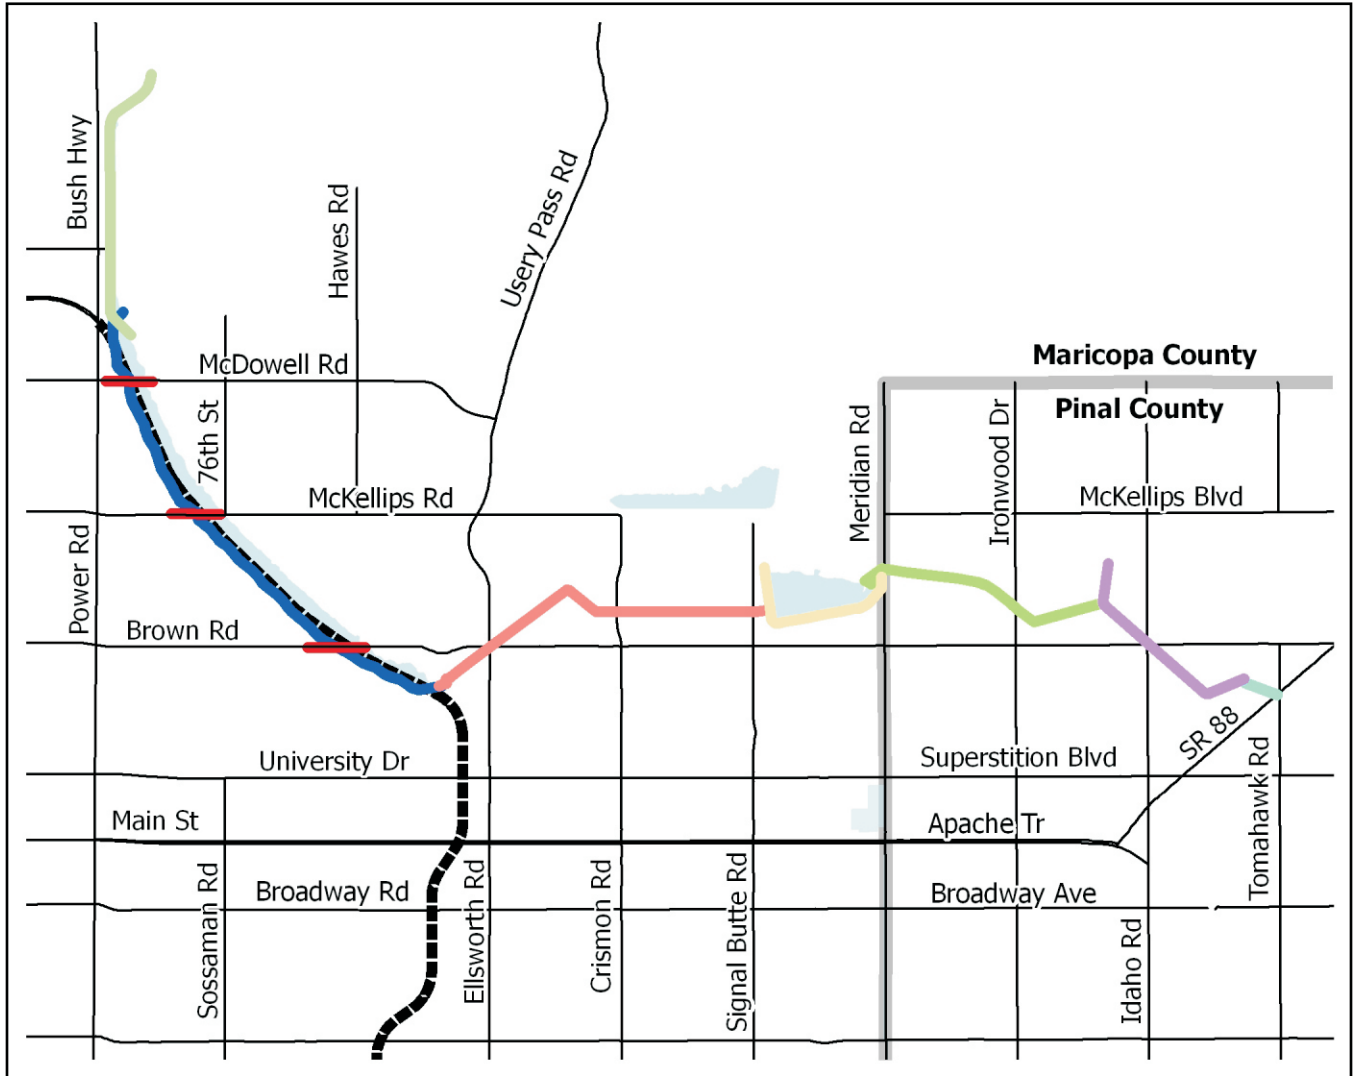 Bush Hwy
Hawes Rd
Usery Pass Rd
McDowell Rd
Maricopa County
Pinal County
76th St
Meridian Rd
Ironwood Dr
McKellips Rd
McKellips Blvd
Power Rd
Brown Rd
SR 88
University Dr
Superstition Blvd
Tomahawk Rd
Main St
Apache Tr
Sossaman Rd
Broadway Rd
Ellsworth Rd
Crismon Rd
Signal Butte Rd
Broadway Ave
Idaho Rd